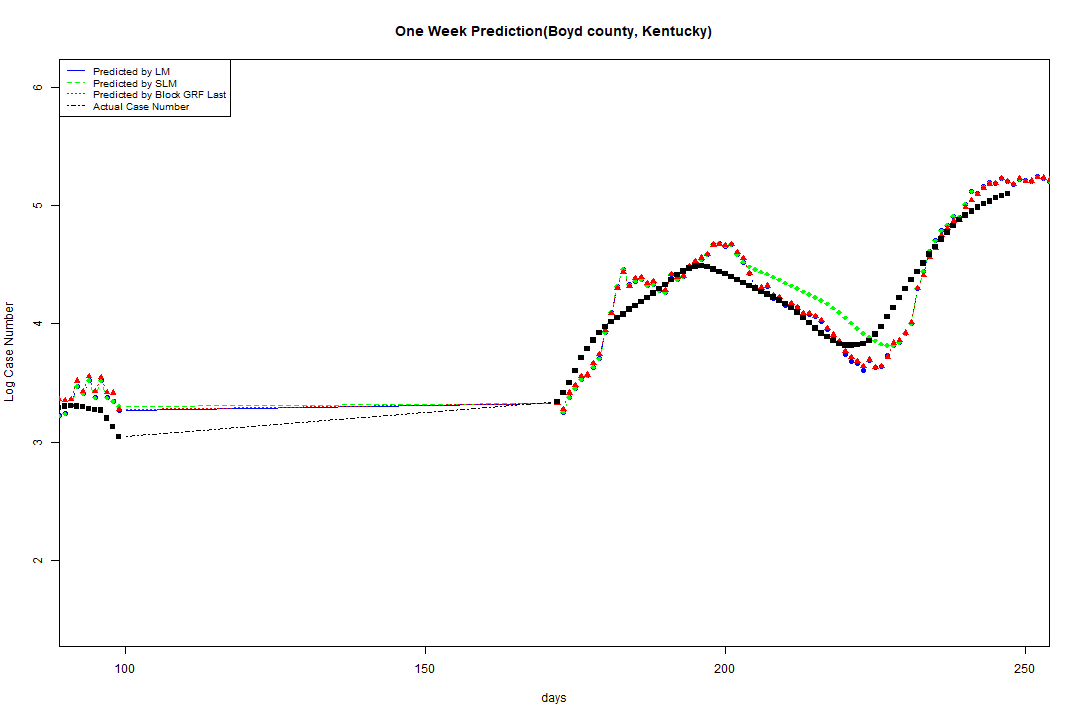 One Week Prediction(Boyd county, Kentucky)
Predicted by LM
Predicted by SLM
Predicted by Block GRF Last
Actual Case Number
6
5
4
3
2
Log Case Number
100 150 200 250
days